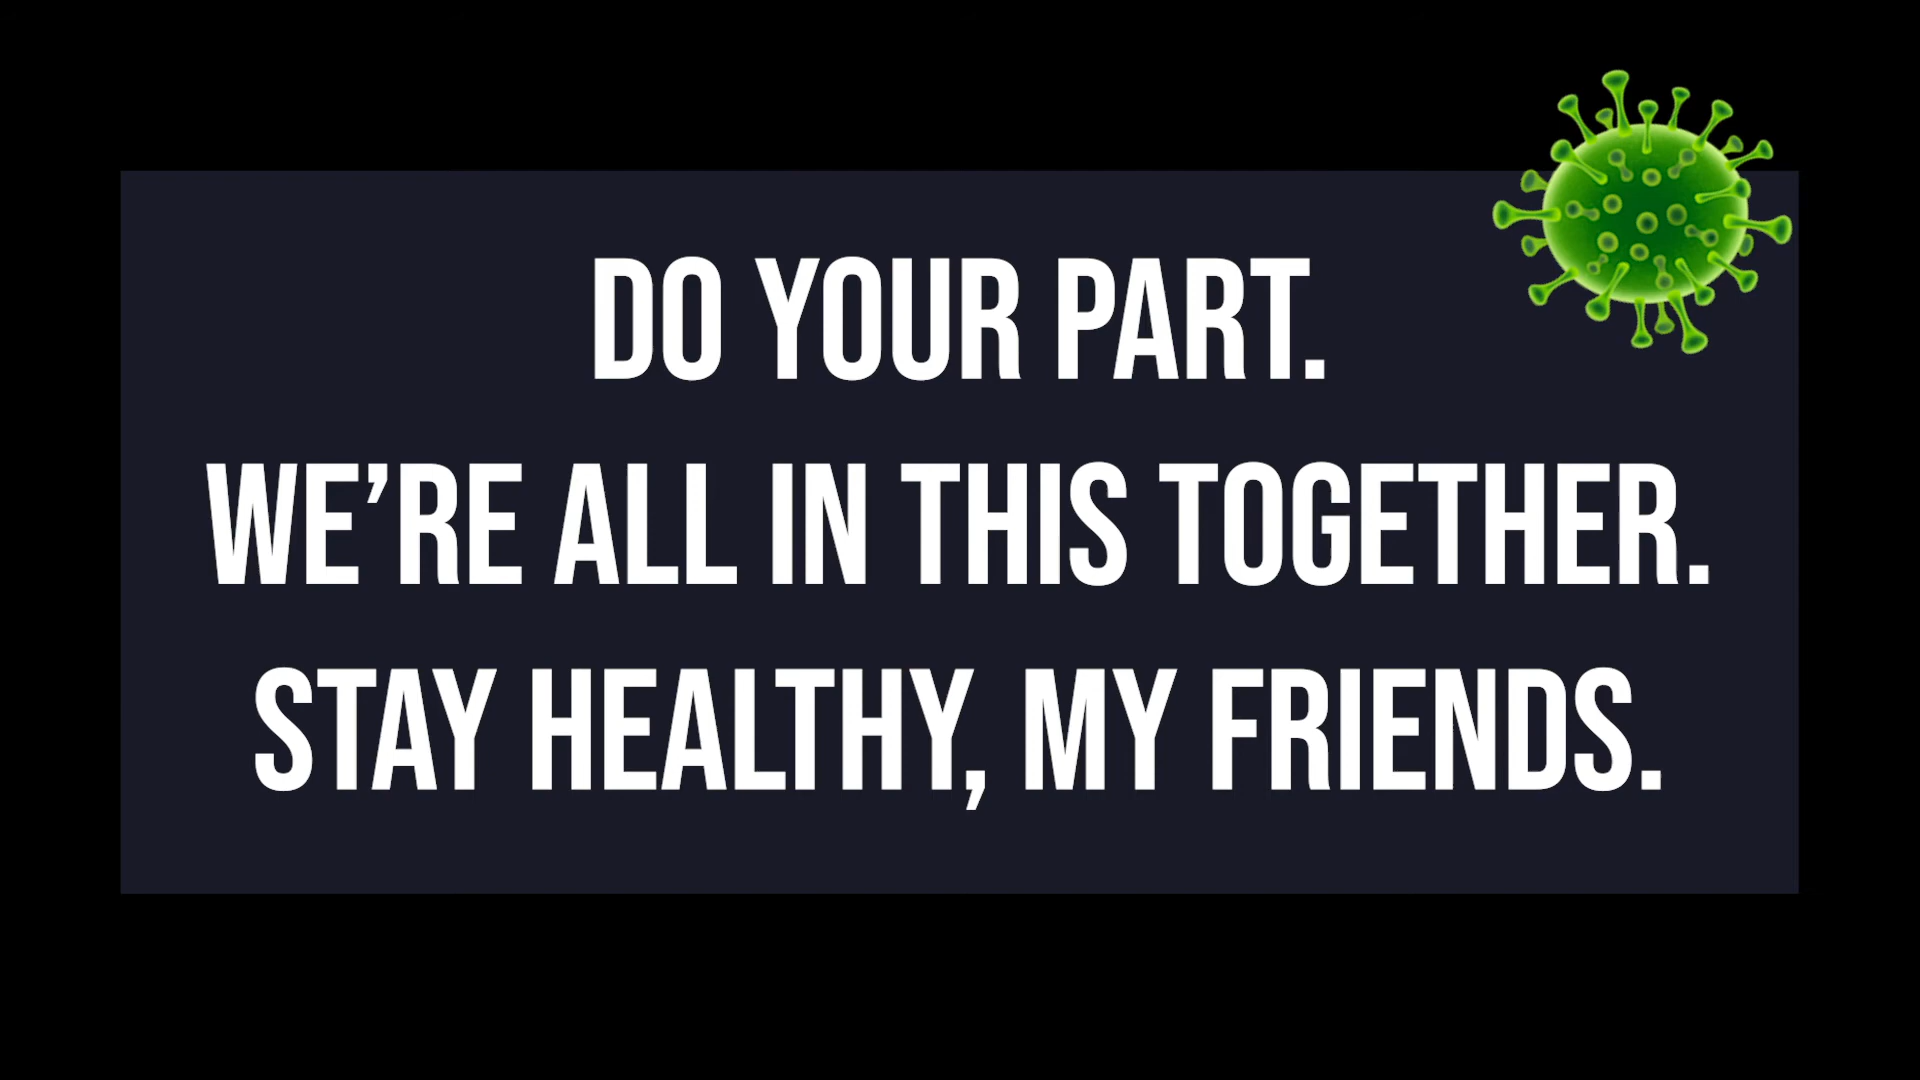 DO YOUR PART.
WE’RE ALL IN THIS TOGETHER.
STAY HEALTHY, MY FRIENDS.